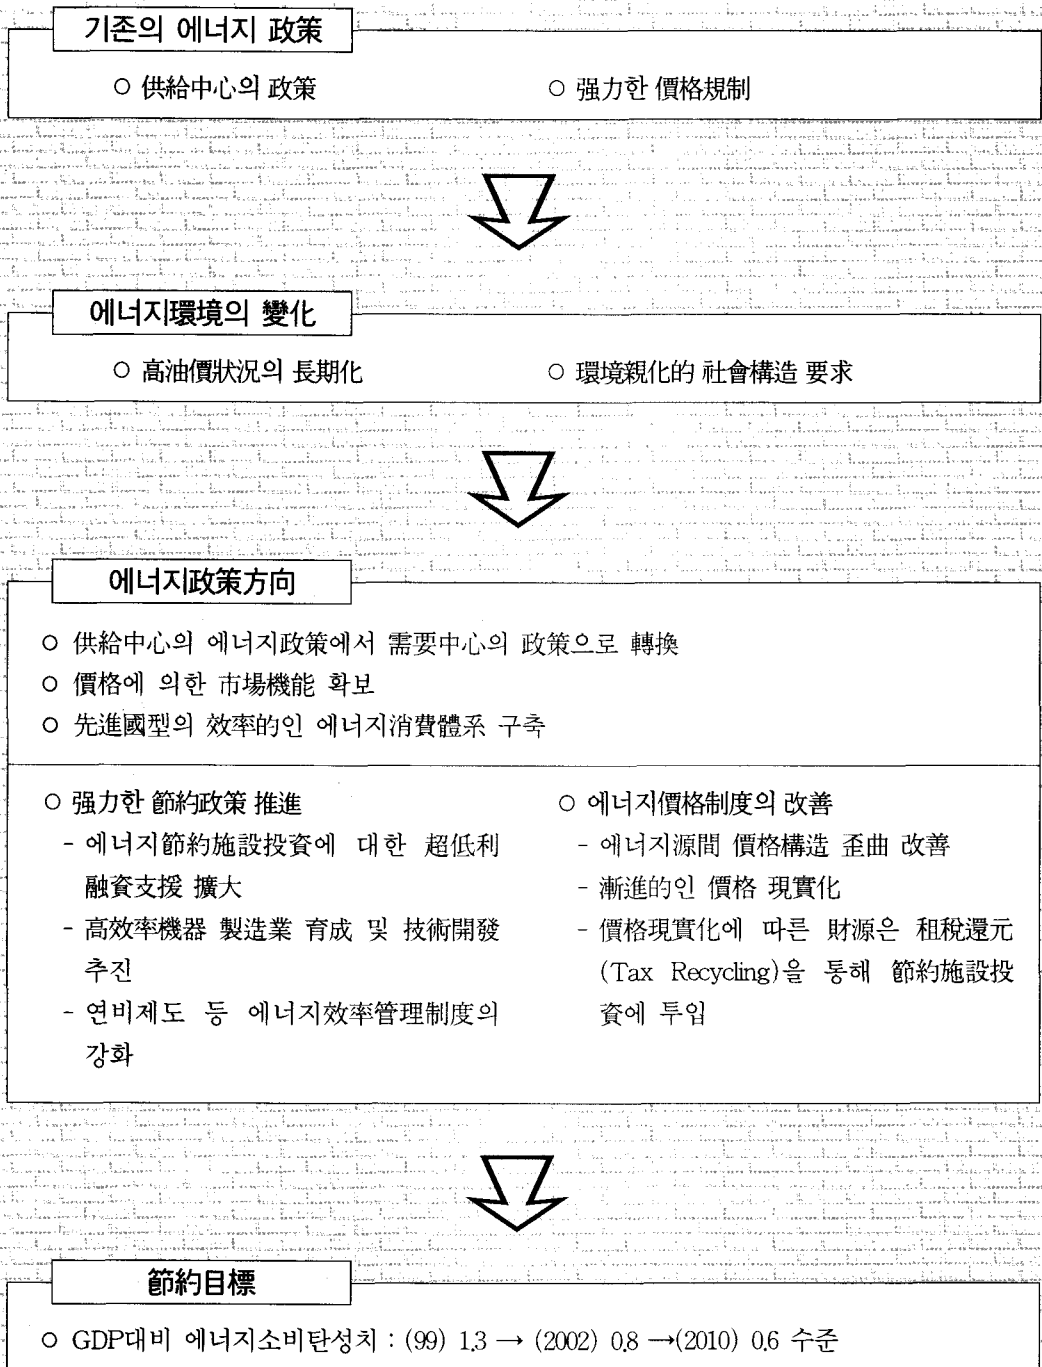 기존의 에너지 政策
○ 供給中心의 政策
○ 强力한 價格規制
에너지環境의 變化
○ 高油價狀況의 長期化
○ 環境親化的 社會構造 要求
에너지政策方向
○ 供給中心의 에너지政策에서 需要中心의 政策으로 轉換
○ 價格에 의한 市場機能 확보
○ 先進國型의 效率的인 에너지消費體系 구축
○ 强力한 節約政策 推進
- 에너지節約施設投資에 대한 超低利
融資支援 擴大
- 高效率機器 製造業 育成 및 技術開發
추진
- 연비제도 등 에너지效率管理制度의
강화
○ 에너지價格制度의 改善
- 에너지源間 價格構造 歪曲 改善
- 漸進的인 價格 現實化
- 價格現實化에 따른 財源은 租稅還元
(Tax Recycling)을 통해 節約施設投
資에 투입
節約目標
○ GDP대비 에너지소비탄성치 : (99) 1.3 → (2002) 0.8 →(2010) 0.6 수준